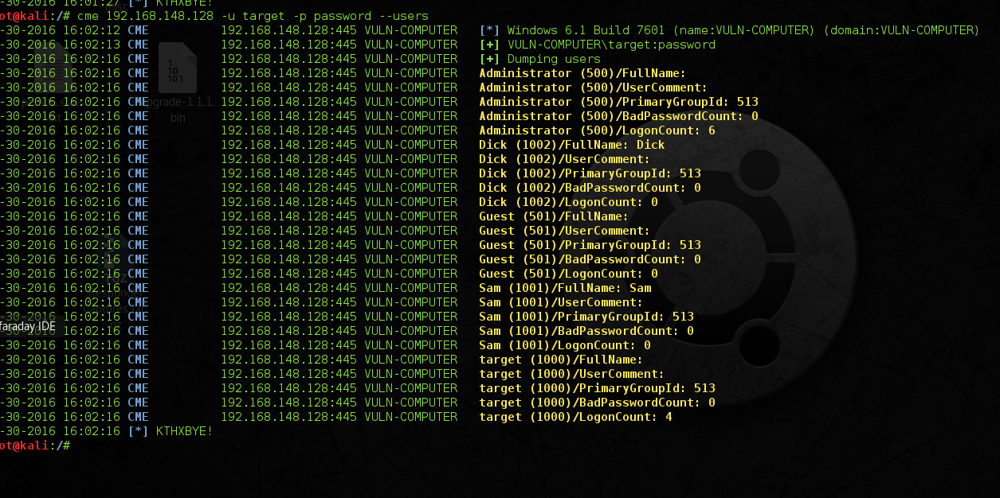 16:01:27 [*] KTHXBYE!
ot@kali:/# cme 192.168.148.128 -u target -p password --users
-30-2016 16:02:12 CME 192.168.148.128:445 VULN-COMPUTER [*] Windows 6.1 Build 7601 (name:VULN-COMPUTER) (domain:VULN-COMPUTER)
-30-2016 16:02:13 CME 192.168.148.128:445 VULN-COMPUTER [+] VULN-COMPUTER\target:password
-30-2016 16:02:16 CME 192.168.148.128:445 VULN-COMPUTER [+] Dumping users
-30-2016 16:02:16 CME 192.168.148.128:445 VULN-COMPUTER Administrator (500)/FullName:
-30-2016 16:02:16 CME 192.168.148.128:445 VULN-COMPUTER Administrator (500)/UserComment:
-30-2016 16:02:16 CME 192.168.148.128:445 VULN-COMPUTER Administrator (500)/PrimaryGroupId: 513
-30-2016 16:02:16 CME 192.168.148.128:445 VULN-COMPUTER Administrator (500)/BadPasswordCount: 0
-30-2016 16:02:16 CME 192.168.148.128:445 VULN-COMPUTER Administrator (500)/LogonCount: 6
-30-2016 16:02:16 CME 192.168.148.128:445 VULN-COMPUTER Dick (1002)/FullName: Dick
-30-2016 16:02:16 CME 192.168.148.128:445 VULN-COMPUTER Dick (1002)/UserComment:
-30-2016 16:02:16 CME 192.168.148.128:445 VULN-COMPUTER Dick (1002)/PrimaryGroupId: 513
-30-2016 16:02:16 CME 192.168.148.128:445 VULN-COMPUTER Dick (1002)/BadPasswordCount: 0
-30-2016 16:02:16 CME 192.168.148.128:445 VULN-COMPUTER Dick (1002)/LogonCount: 0
-30-2016 16:02:16 CME 192.168.148.128:445 VULN-COMPUTER Guest (501)/FullName:
-30-2016 16:02:16 CME 192.168.148.128:445 VULN-COMPUTER Guest (501)/UserComment:
-30-2016 16:02:16 CME 192.168.148.128:445 VULN-COMPUTER Guest (501)/PrimaryGroupId: 513
-30-2016 16:02:16 CME 192.168.148.128:445 VULN-COMPUTER Guest (501)/BadPasswordCount: 0
-30-2016 16:02:16 CME 192.168.148.128:445 VULN-COMPUTER Guest (501)/LogonCount: 0
-30-2016 16:02:16 CME 192.168.148.128:445 VULN-COMPUTER Sam (1001)/FullName: Sam
-30-2016 16:02:16 CME 192.168.148.128:445 VULN-COMPUTER Sam (1001)/UserComment:
-30-2016 16:02:16 CME 192.168.148.128:445 VULN-COMPUTER Sam (1001)/PrimaryGroupId: 513
faraday IDE
-30-2016 16:02:16 CME 192.168.148.128:445 VULN-COMPUTER Sam (1001)/BadPasswordCount: 0
-30-2016 16:02:16 CME 192.168.148.128:445 VULN-COMPUTER Sam (1001)/LogonCount: 0
-30-2016 16:02:16 CME 192.168.148.128:445 VULN-COMPUTER target (1000)/FullName:
-30-2016 16:02:16 CME 192.168.148.128:445 VULN-COMPUTER target (1000)/UserComment:
-30-2016 16:02:16 CME 192.168.148.128:445 VULN-COMPUTER target (1000)/PrimaryGroupId: 513
-30-2016 16:02:16 CME 192.168.148.128:445 VULN-COMPUTER target (1000)/BadPasswordCount: 0
-30-2016 16:02:16 CME 192.168.148.128:445 VULN-COMPUTER target (1000)/LogonCount: 4
-30-2016 16:02:16 [*] KTHXBYE!
ot@kali:/#